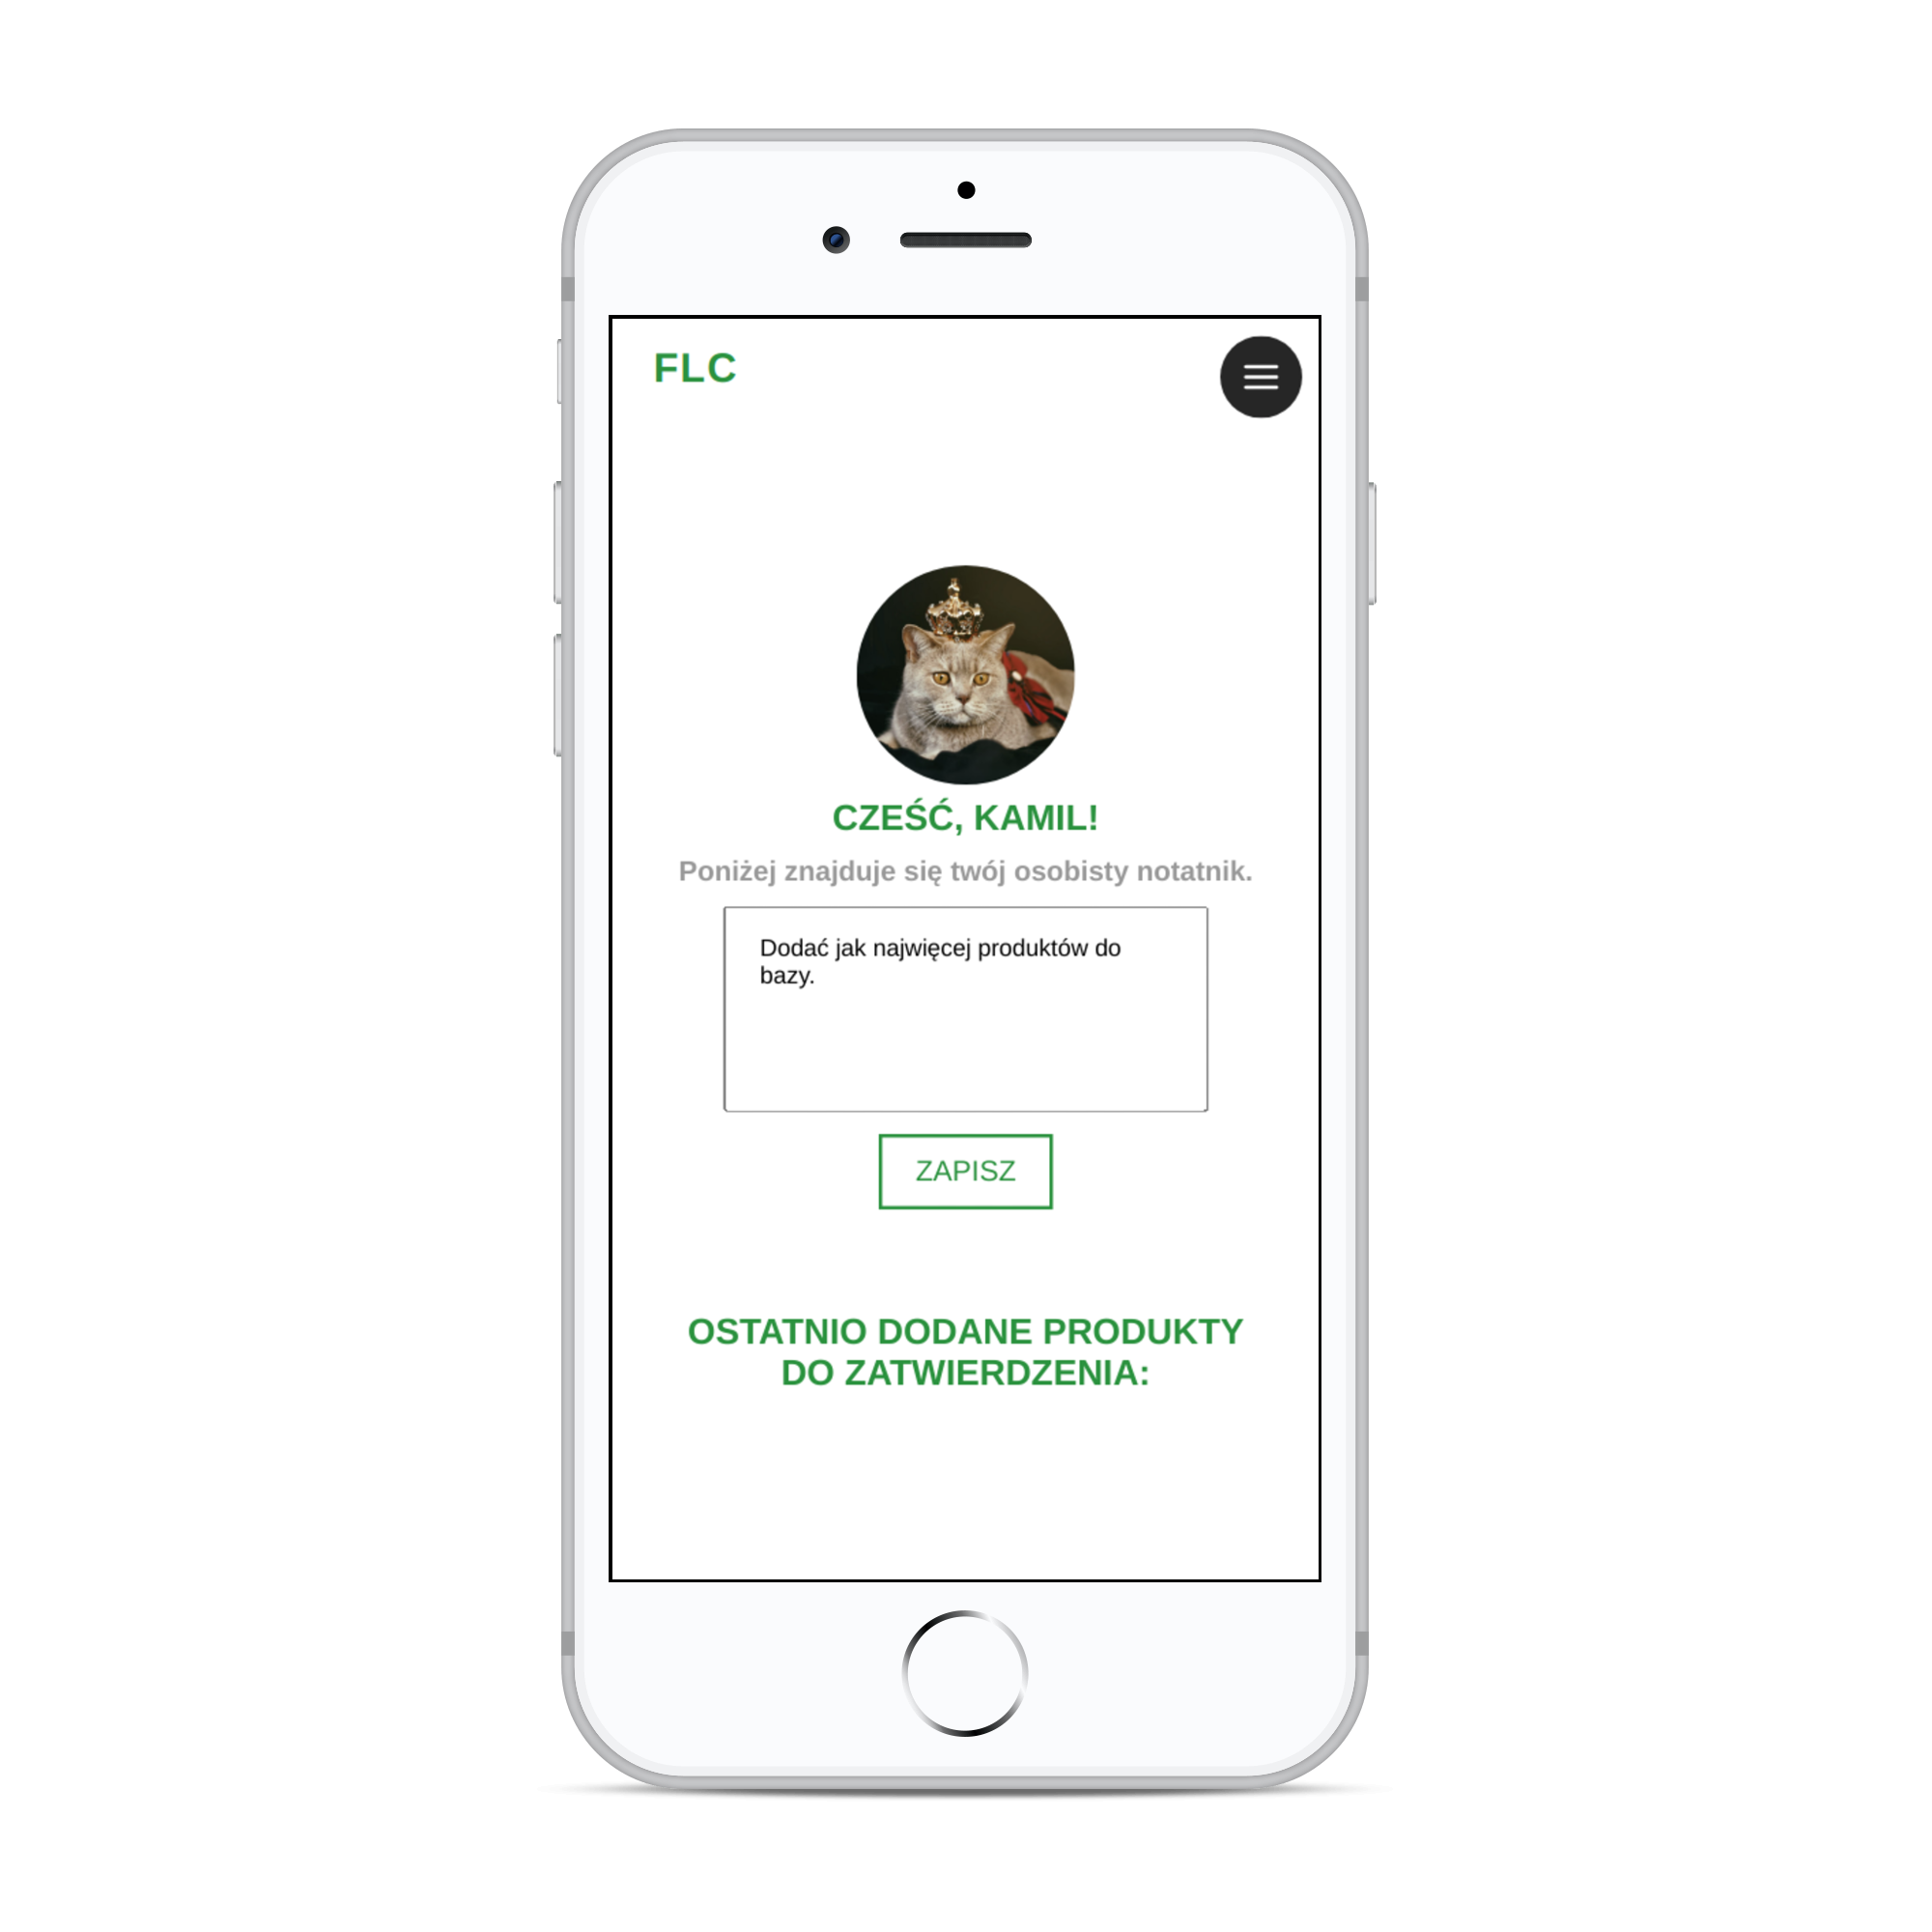 FLC
CZEŚĆ, KAMIL!
Poniżej znajduje się twój osobisty notatnik.
Dodać jak najwięcej produktów do
bazy.
ZAPISZ
OSTATNIO DODANE PRODUKTY
DO ZATWIERDZENIA: